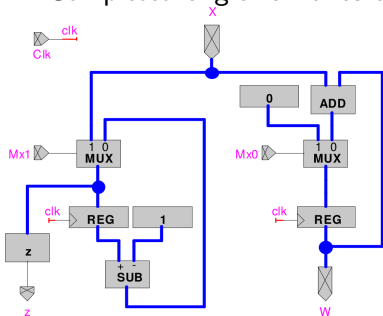 X
clk
Clk
0
ADD
1 0
MUX
Mx1
1 0
MUX
Mx0
clk
REG
1
clk
REG
z
+ -
SUB
z
W